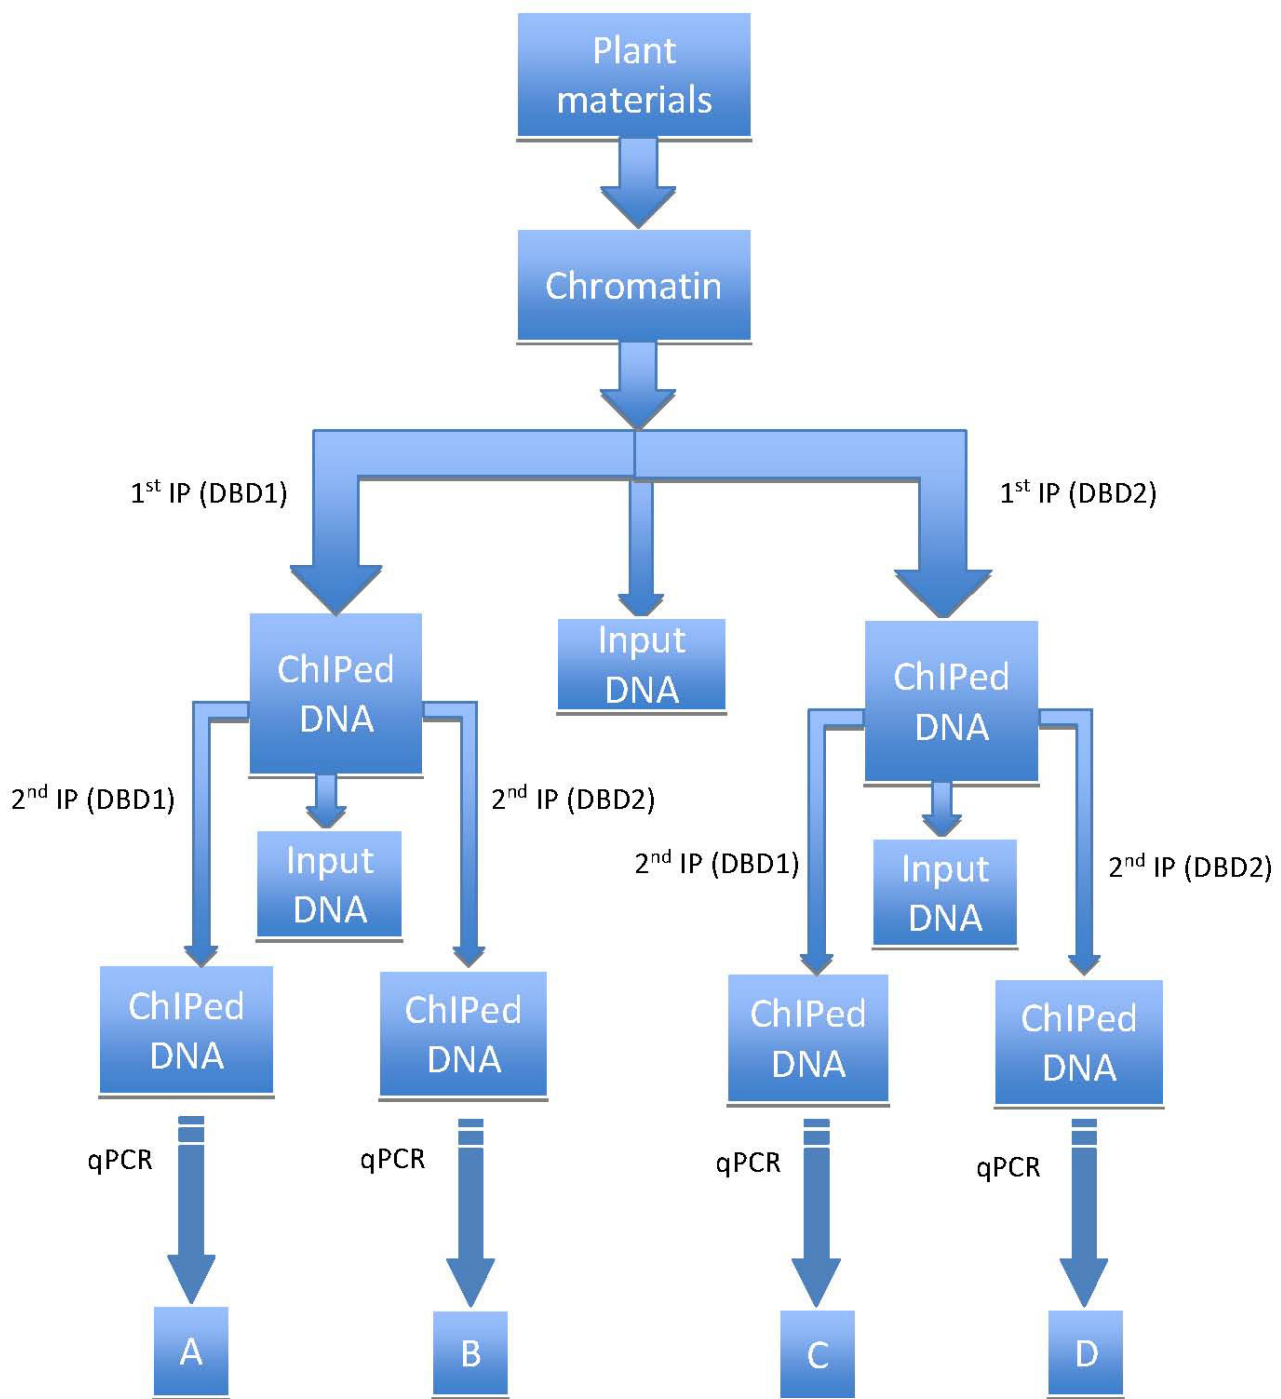 Plant
materials
Chromatin
1st IP (DBD1)
1st IP (DBD2)
Input
DNA
ChIPed
DNA
ChIPed
DNA
2nd IP (DBD1)
2nd IP (DBD2)
Input
DNA
2nd IP (DBD1)
2nd IP (DBD2)
Input
DNA
ChIPed
DNA
ChIPed
DNA
ChIPed
DNA
ChIPed
DNA
qPCR
qPCR
qPCR
qPCR
A
B
C
D